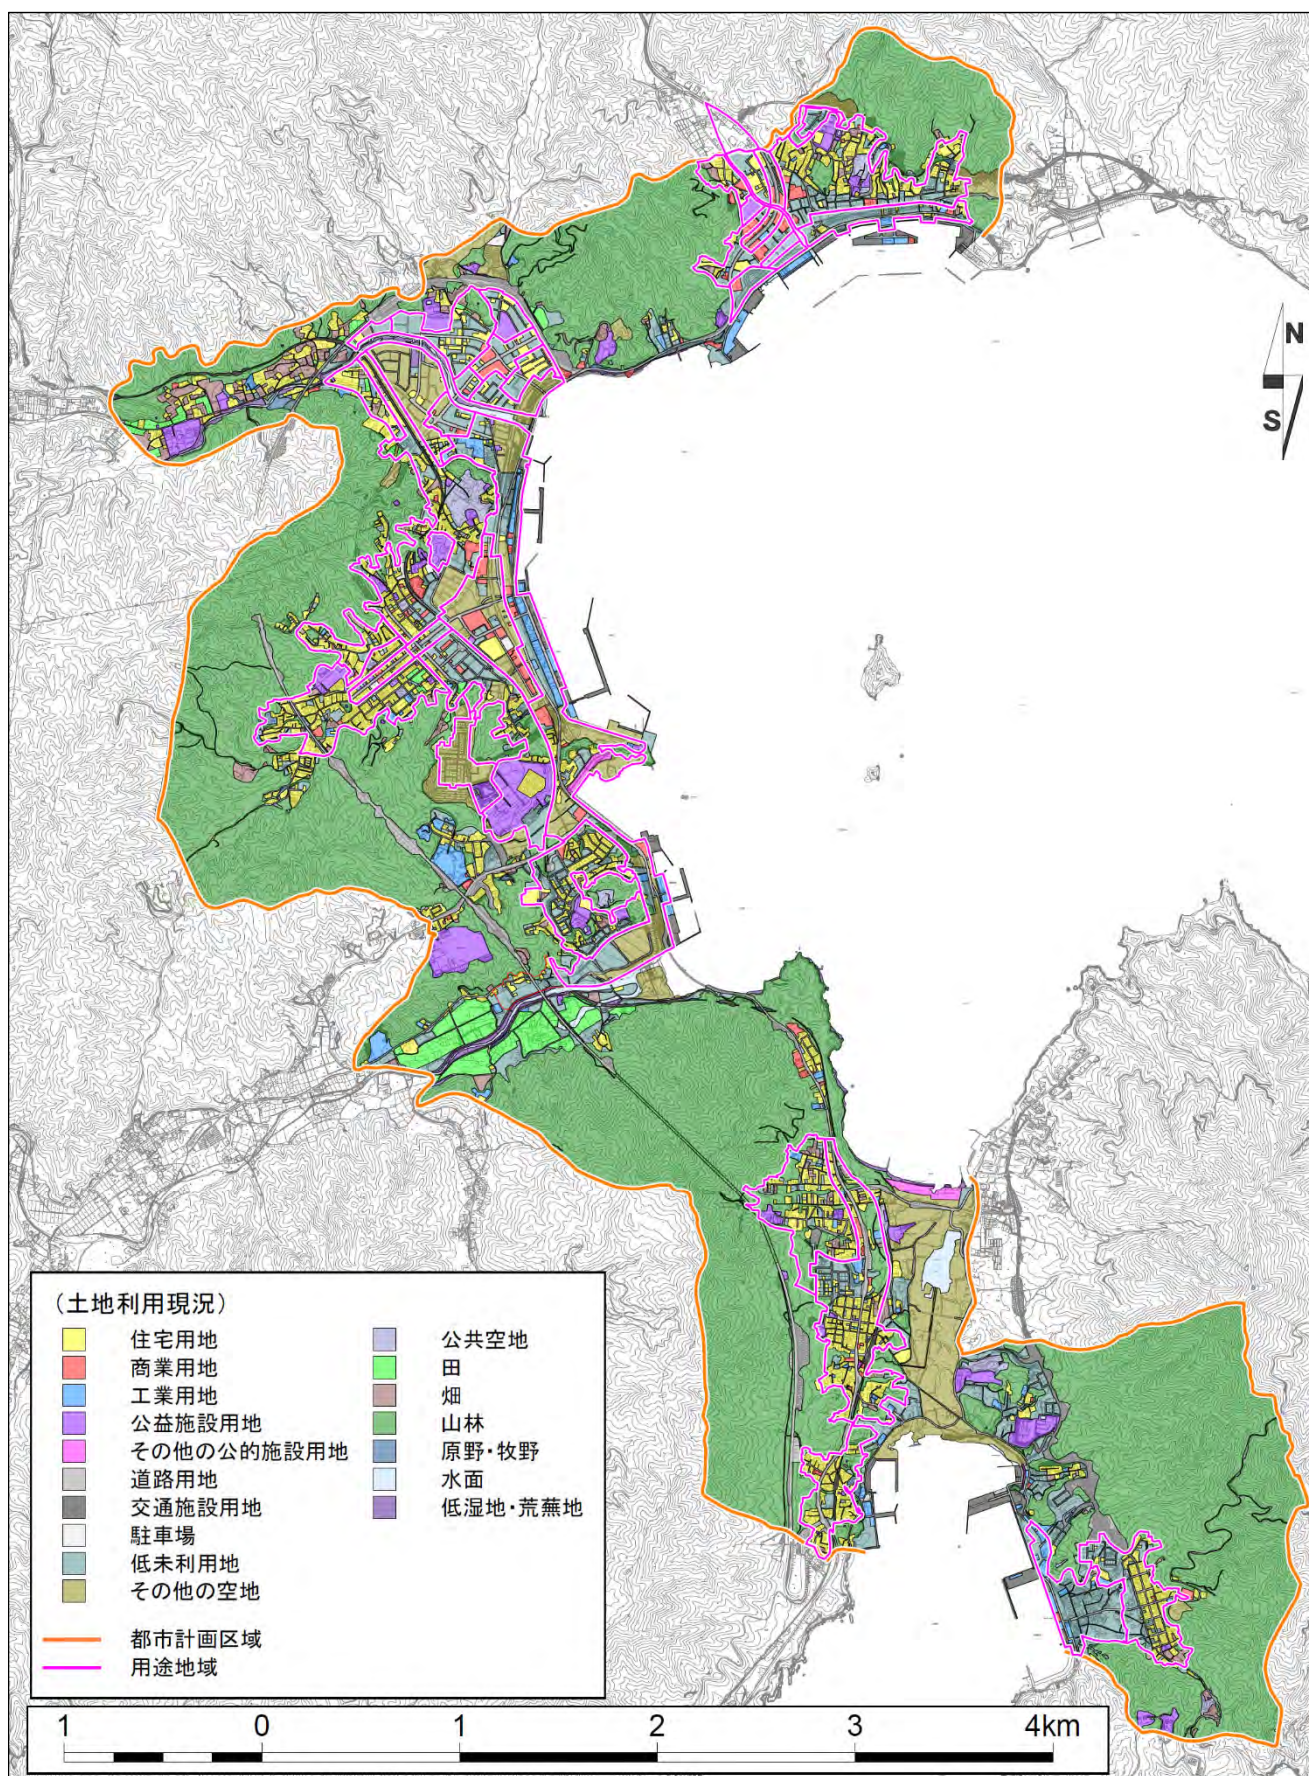 N
S
（土地利用現況）
住宅用地
商業用地
工業用地
公益施設用地
その他の公的施設用地
道路用地
交通施設用地
駐車場
低未利用地
その他の空地
公共空地
田
畑
山林
原野・牧野
水面
低湿地・荒蕪地
都市計画区域
用途地域
1 0 1 2 3 4km